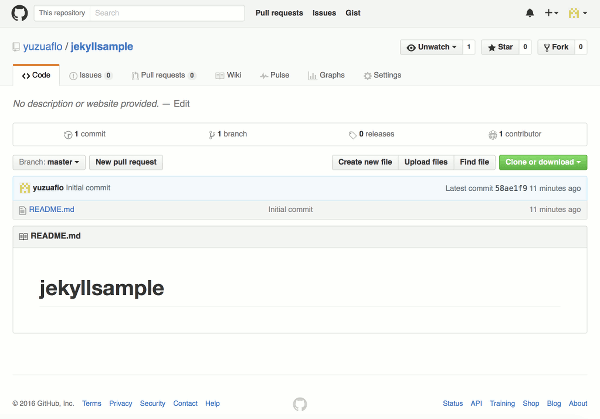 This repository Search Pull requests Issues Gist
yuzuaflo / jekyllsample Unwatch 1 Star 0 Fork 0
Code Issues 0 Pull requests 0 Wiki Pulse Graphs Settings
No description or website provided. — Edit
1 commit 1 branch 0 releases 1 contributor
Branch: master New pull request Create new file Upload files Find file Clone or download
yuzuaflo Initial commit Latest commit 58ae1f9 11 minutes ago
README.md Initial commit 11 minutes ago
README.md
jekyllsample
© 2016 GitHub, Inc. Terms Privacy Security Contact Help Status API Training Shop Blog About